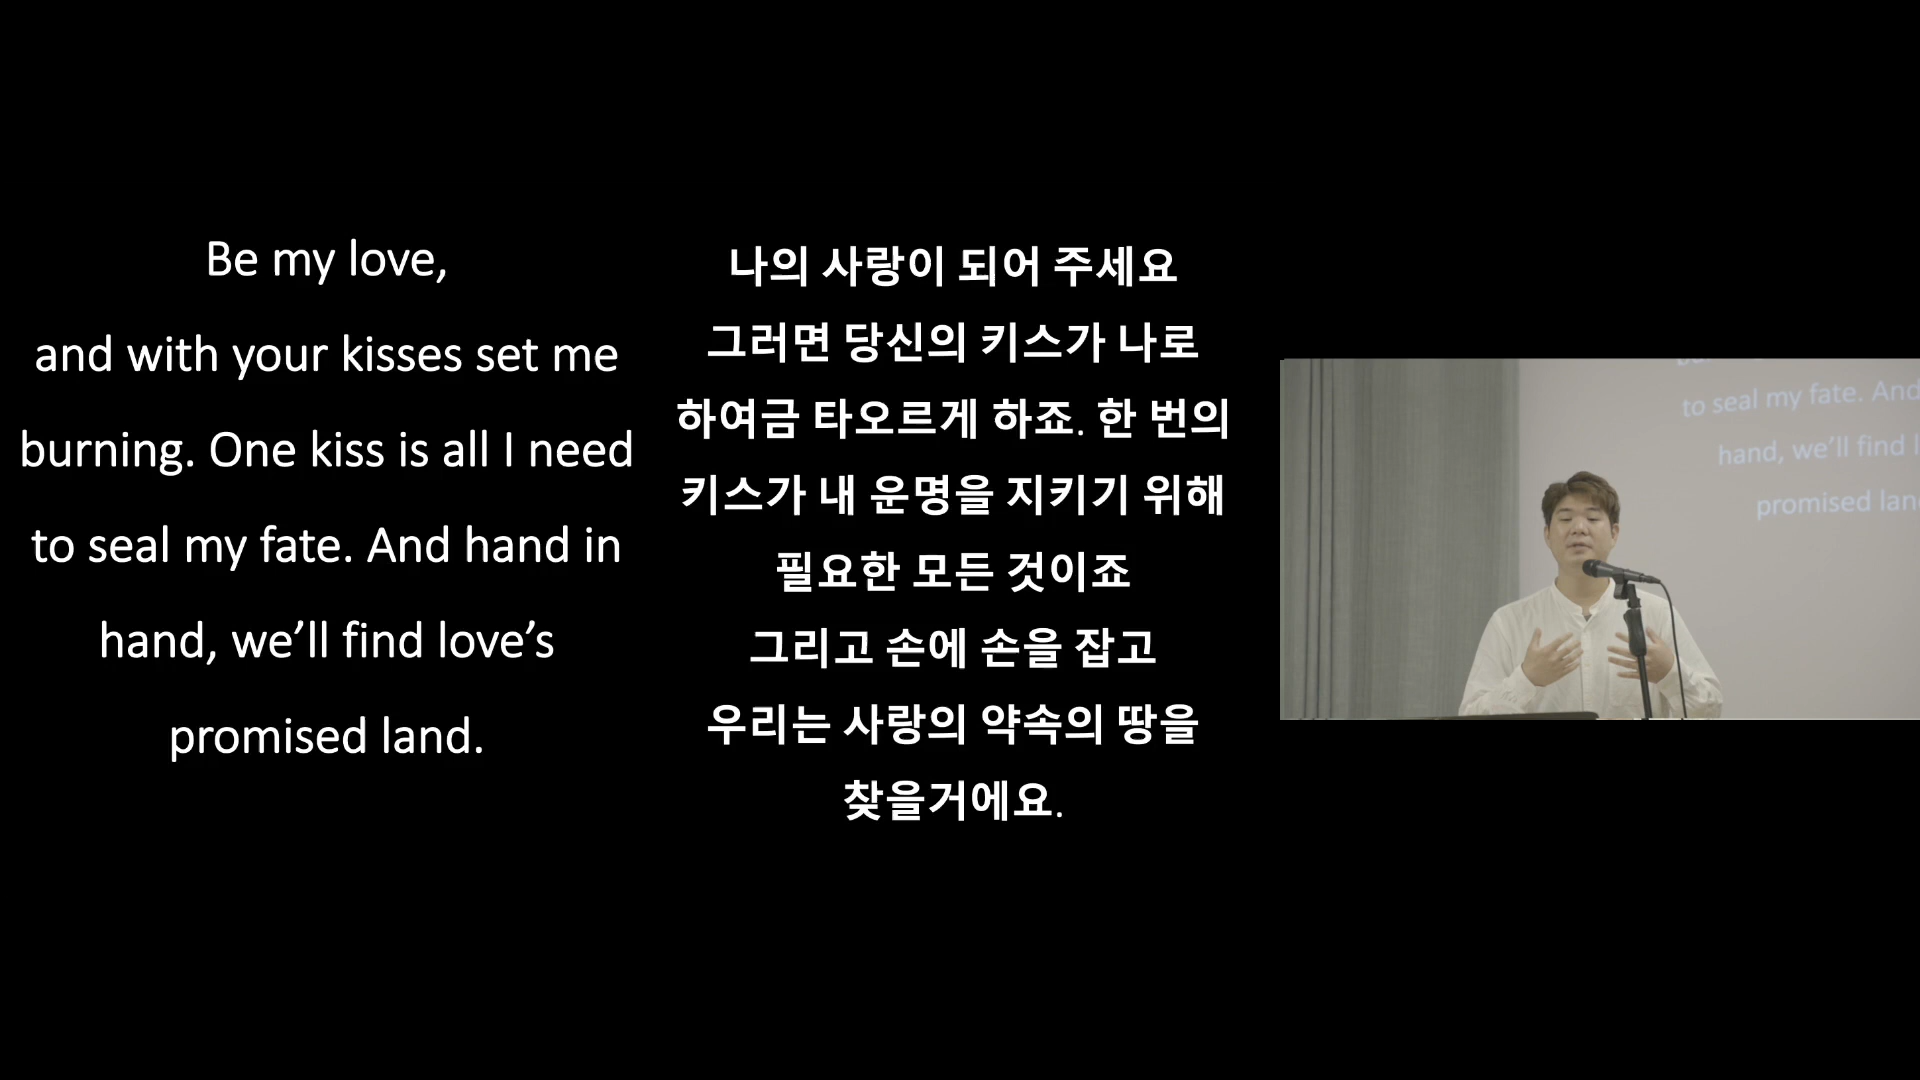 Be my love,
and with your kisses set me
burning. One kiss is all I need
to seal my fate. And hand in
hand, we’ll find love’s
promised land.
나의 사랑이 되어 주세요
그러면 당신의 키스가 나로
하여금 타오르게 하죠. 한 번의
키스가 내 운명을 지키기 위해
필요한 모든 것이죠
그리고 손에 손을 잡고
우리는 사랑의 약속의 땅을
찾을거에요.
to seal my fate. And
hand, we’ll find
promised